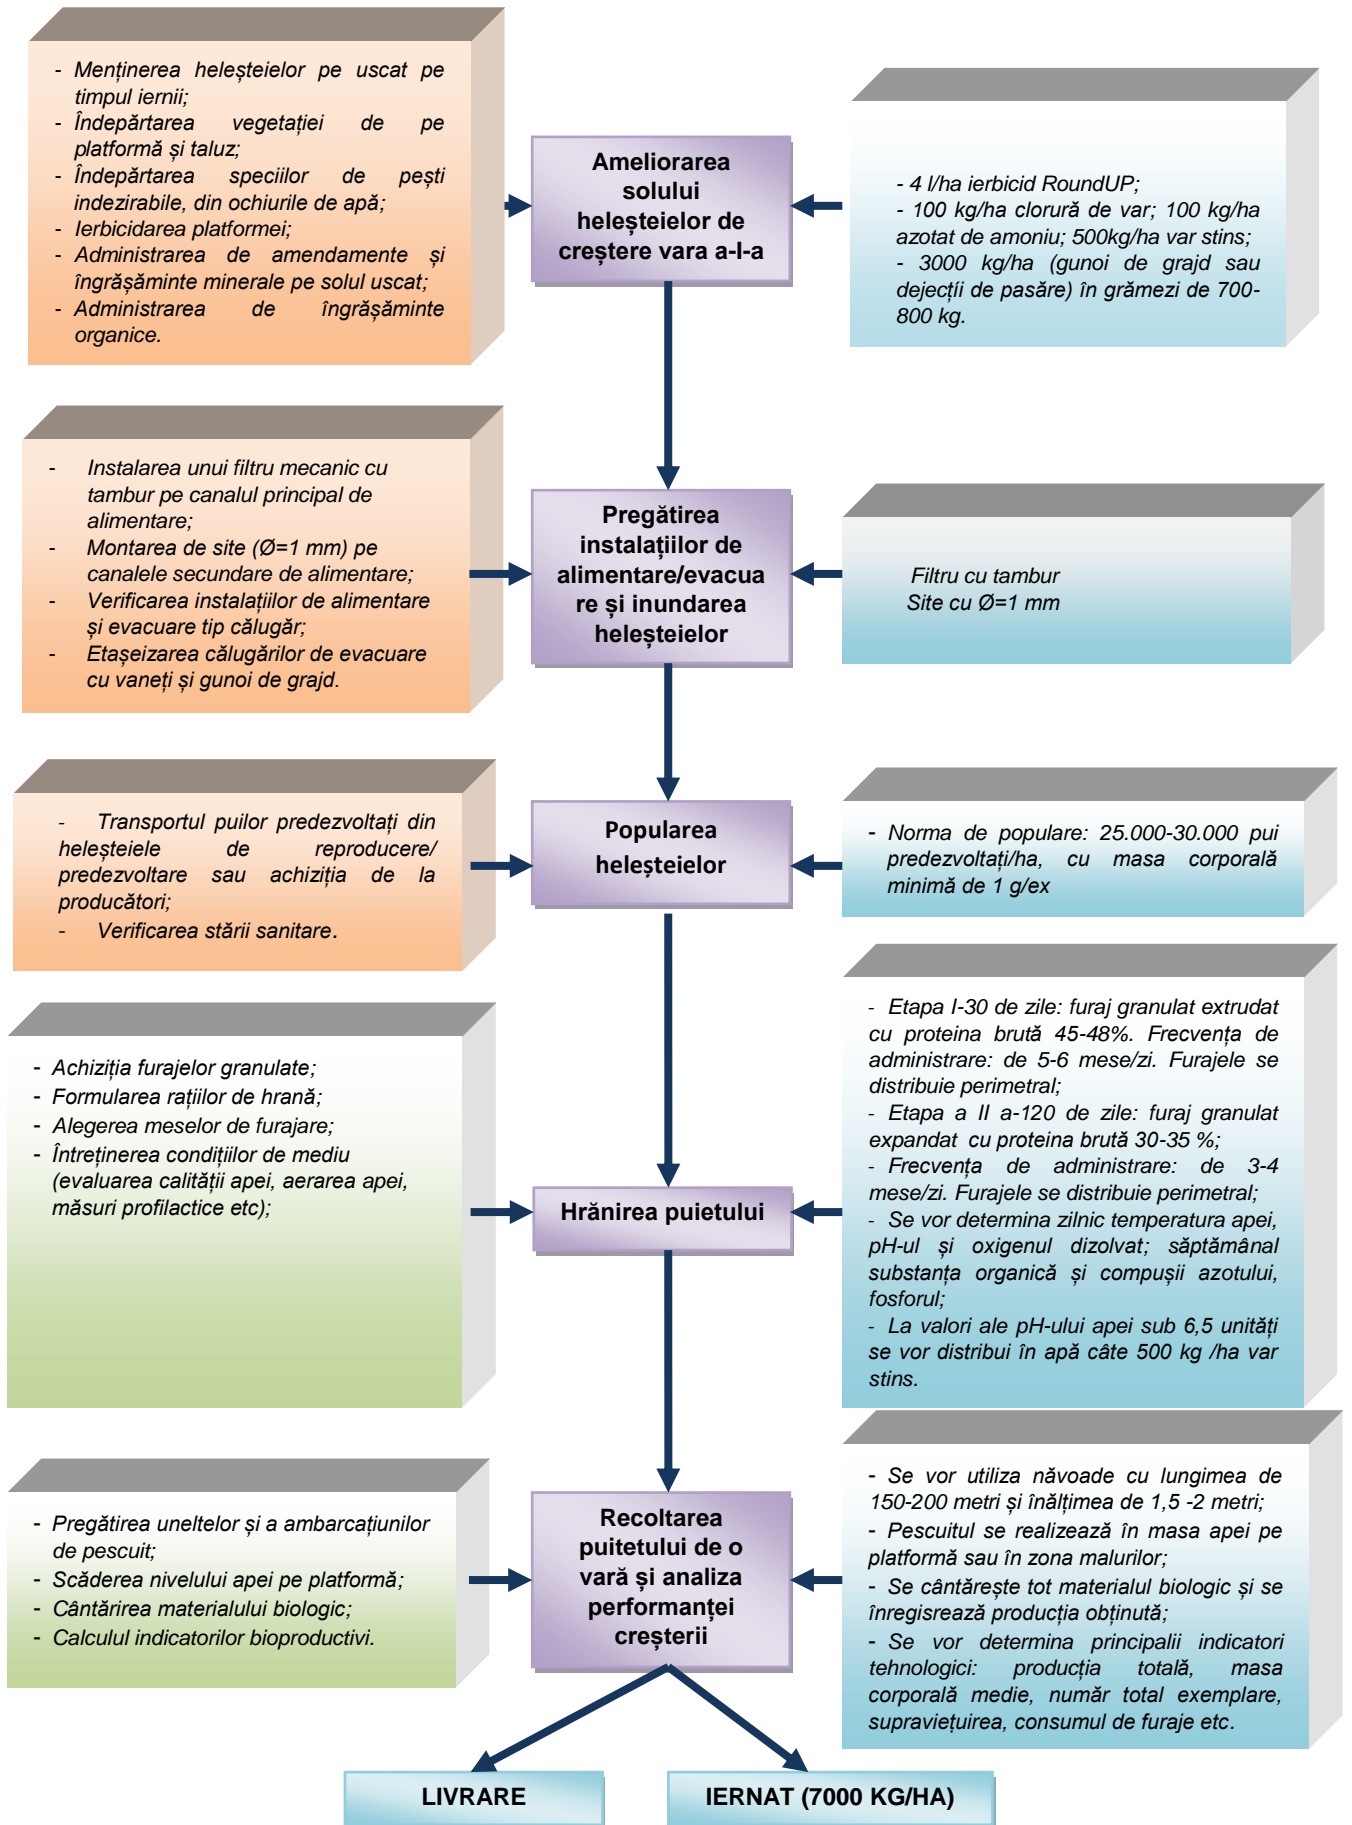 - Menținerea heleșteielor pe uscat pe
timpul iernii;
- Îndepărtarea vegetației de pe
platformă și taluz;
- Îndepărtarea speciilor de pești
indezirabile, din ochiurile de apă;
- Ierbicidarea platformei;
- Administrarea de amendamente și
îngrășăminte minerale pe solul uscat;
- Administrarea de îngrășăminte
organice.
Ameliorarea
solului
heleșteielor de
creștere vara a-I-a
- 4 l/ha ierbicid RoundUP;
- 100 kg/ha clorură de var; 100 kg/ha
azotat de amoniu; 500kg/ha var stins;
- 3000 kg/ha (gunoi de grajd sau
dejecții de pasăre) în grămezi de 700-
800 kg.
- Instalarea unui filtru mecanic cu
tambur pe canalul principal de
alimentare;
- Montarea de site (Ø=1 mm) pe
canalele secundare de alimentare;
- Verificarea instalațiilor de alimentare
și evacuare tip călugăr;
- Etașeizarea călugărilor de evacuare
cu vaneți și gunoi de grajd.
Pregătirea
instalațiilor de
alimentare/evacua
re și inundarea
heleșteielor
Filtru cu tambur
Site cu Ø=1 mm
- Transportul puilor predezvoltați din
heleșteiele de reproducere/
predezvoltare sau achiziția de la
producători;
- Verificarea stării sanitare.
Popularea
heleșteielor
- Norma de populare: 25.000-30.000 pui
predezvoltați/ha, cu masa corporală
minimă de 1 g/ex
- Achiziția furajelor granulate;
- Formularea rațiilor de hrană;
- Alegerea meselor de furajare;
- Întreținerea condițiilor de mediu
(evaluarea calității apei, aerarea apei,
măsuri profilactice etc);
Hrănirea puietului
- Etapa I-30 de zile: furaj granulat extrudat
cu proteina brută 45-48%. Frecvența de
administrare: de 5-6 mese/zi. Furajele se
distribuie perimetral;
- Etapa a II a-120 de zile: furaj granulat
expandat cu proteina brută 30-35 %;
- Frecvența de administrare: de 3-4
mese/zi. Furajele se distribuie perimetral;
- Se vor determina zilnic temperatura apei,
pH-ul și oxigenul dizolvat; săptămânal
substanța organică și compușii azotului,
fosforul;
- La valori ale pH-ului apei sub 6,5 unități
se vor distribui în apă câte 500 kg /ha var
stins.
- Pregătirea uneltelor și a ambarcațiunilor
de pescuit;
- Scăderea nivelului apei pe platformă;
- Cântărirea materialului biologic;
- Calculul indicatorilor bioproductivi.
Recoltarea
puitetului de o
vară și analiza
performanței
creșterii
- Se vor utiliza năvoade cu lungimea de
150-200 metri și înălțimea de 1,5 -2 metri;
- Pescuitul se realizează în masa apei pe
platformă sau în zona malurilor;
- Se cântărește tot materialul biologic și se
înregisrează producția obținută;
- Se vor determina principalii indicatori
tehnologici: producția totală, masa
corporală medie, număr total exemplare,
supraviețuirea, consumul de furaje etc.
LIVRARE
IERNAT (7000 KG/HA)